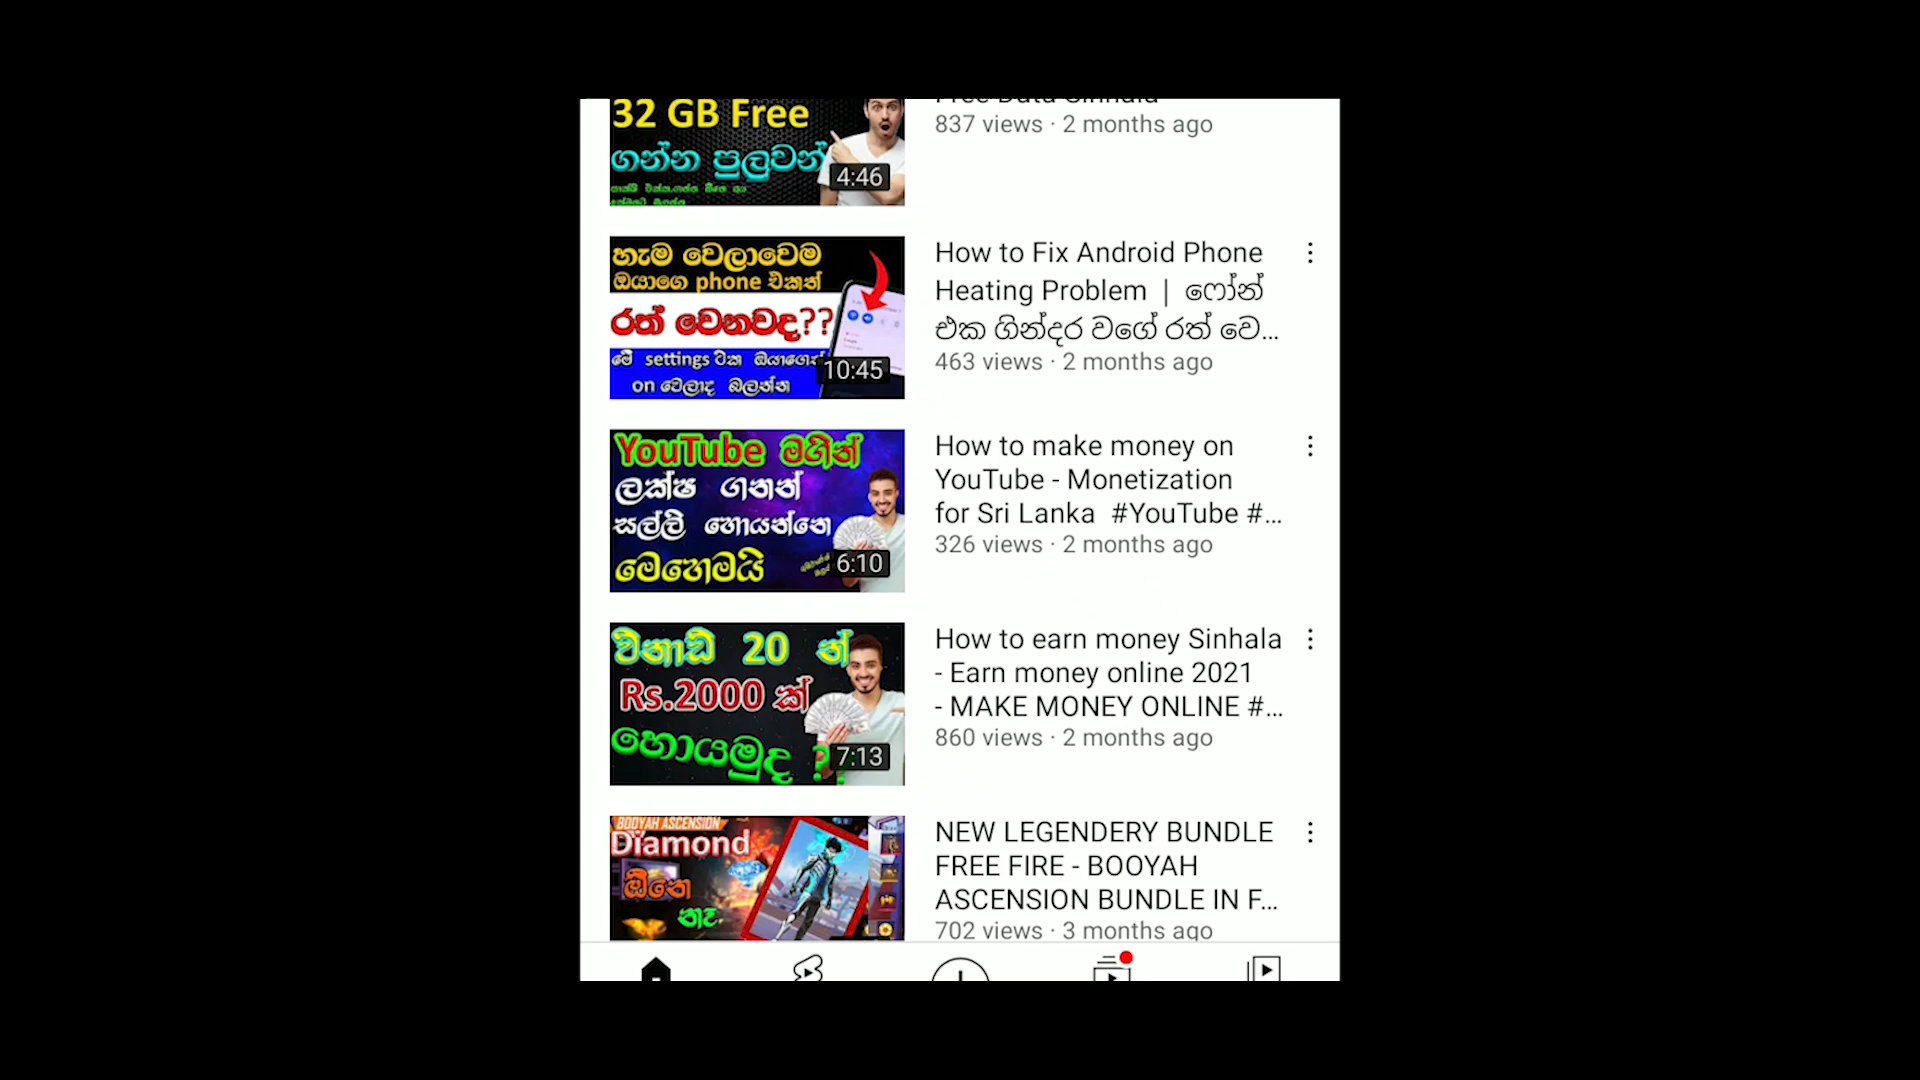 32 GB Free
ගන්න පුලුවන්
4:46
837 views · 2 months ago
හැම වෙලාවෙම
ඔයාගෙ phone එකත්
රත් වෙනවද??
මේ settings ටික ඔයාගෙත්
on වෙලාද බලන්න
10:45
How to Fix Android Phone
Heating Problem | ෆෝන්
එක ගින්දර වගේ රත් වෙ...
463 views · 2 months ago
YouTube මගින්
ලක්ෂ ගනන්
සල්ලි හොයන්නෙ
මෙහෙමයි
6:10
How to make money on
YouTube - Monetization
for Sri Lanka #YouTube #...
326 views · 2 months ago
විනාඩි 20 න්
Rs.2000 ක්
හොයමුද ??
7:13
How to earn money Sinhala
- Earn money online 2021
- MAKE MONEY ONLINE #...
860 views · 2 months ago
BOOYAH ASCENSION
Diamond
ඕනෙ
නෑ
NEW LEGENDERY BUNDLE
FREE FIRE - BOOYAH
ASCENSION BUNDLE IN F...
702 views · 3 months ago